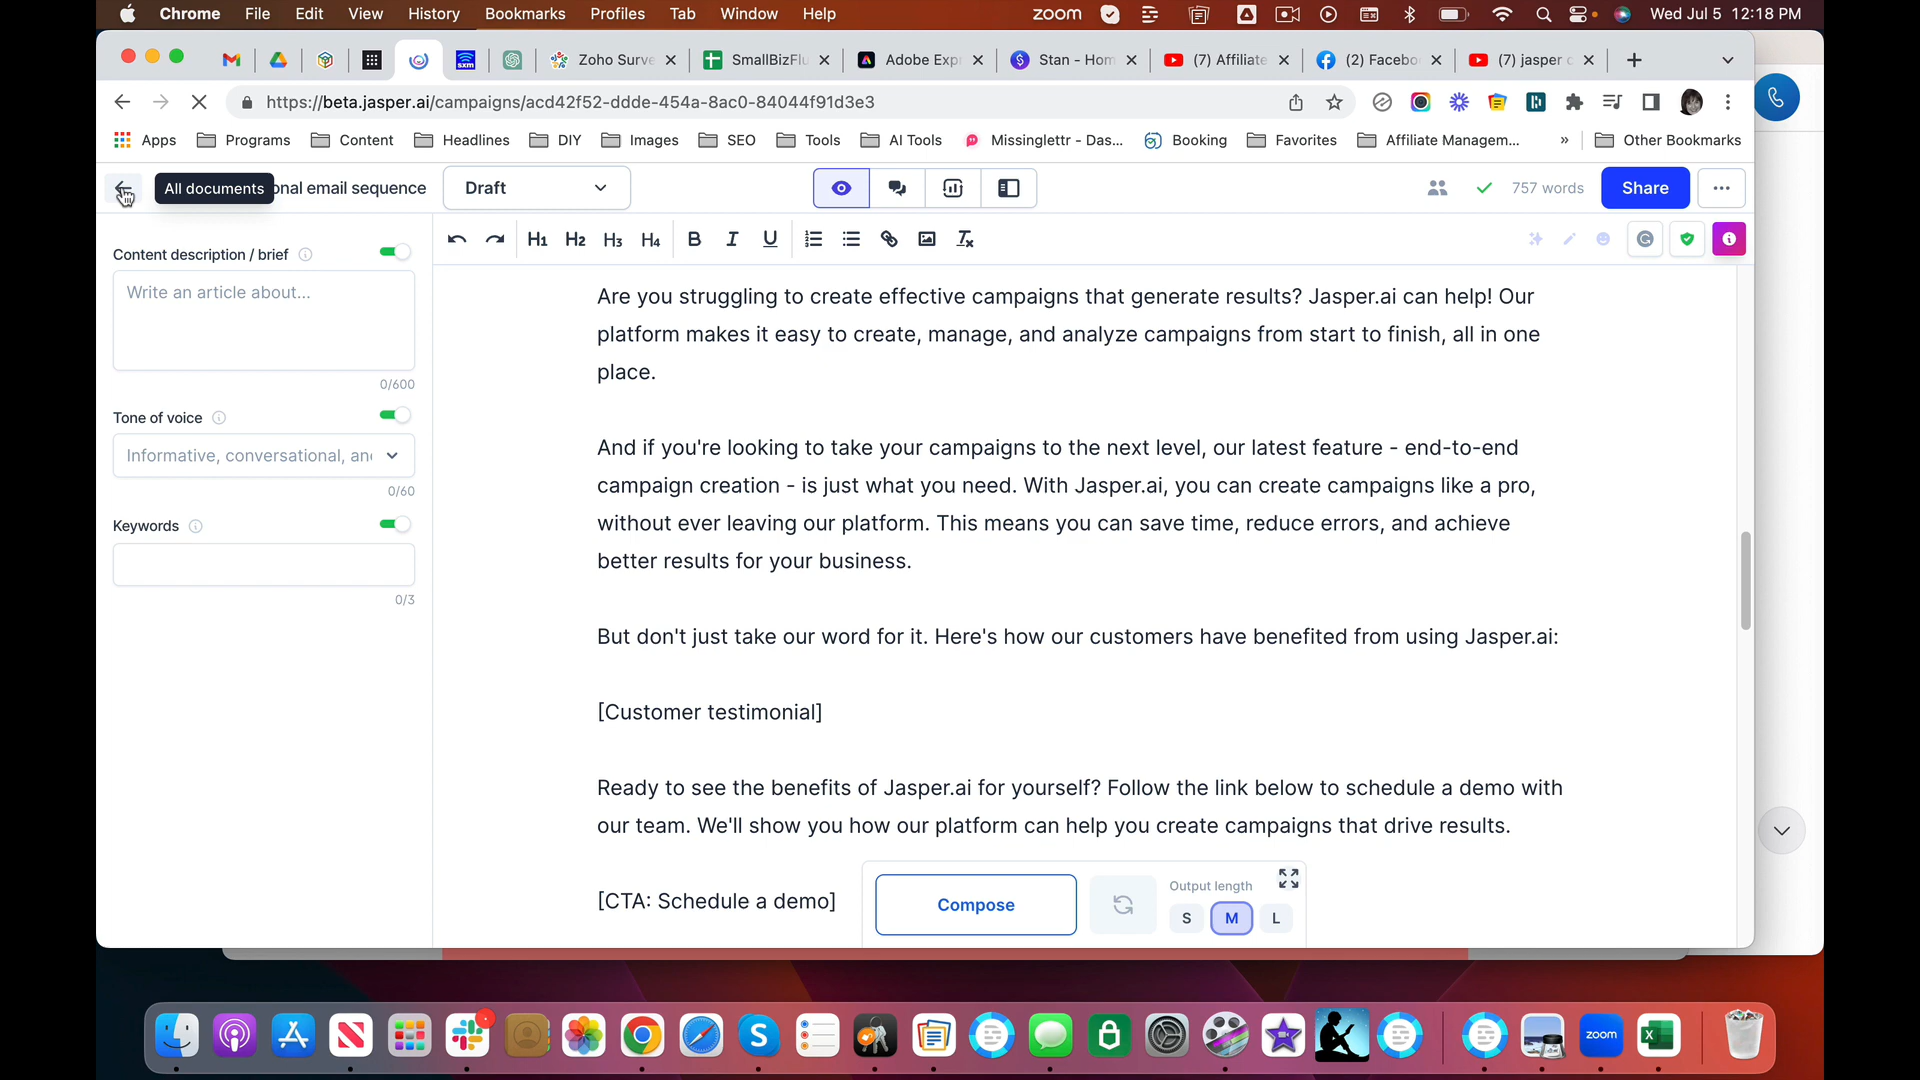 Chrome File Edit View History Bookmarks Profiles Tab Window Help zoom Wed Jul 5 12:18 PM
Zoho Surve SmallBizFlu Adobe Exp Stan - Hom (7) Affiliate (2) Facebo (7) jasper c
https://beta.jasper.ai/campaigns/acd42f52-ddde-454a-8ac0-84044f91d3e3
Apps Programs Content Headlines DIY Images SEO Tools AI Tools Missinglettr - Das... Booking Favorites Affiliate Managem... » Other Bookmarks
All documents onal email sequence Draft 757 words Share
Content description / brief
H1 H2 H3 H4 B I U
Write an article about...
0/600
Tone of voice
Informative, conversational, an
0/60
Keywords
0/3
Are you struggling to create effective campaigns that generate results? Jasper.ai can help! Our
platform makes it easy to create, manage, and analyze campaigns from start to finish, all in one
place.
And if you're looking to take your campaigns to the next level, our latest feature - end-to-end
campaign creation - is just what you need. With Jasper.ai, you can create campaigns like a pro,
without ever leaving our platform. This means you can save time, reduce errors, and achieve
better results for your business.
But don't just take our word for it. Here's how our customers have benefited from using Jasper.ai:
[Customer testimonial]
Ready to see the benefits of Jasper.ai for yourself? Follow the link below to schedule a demo with
our team. We'll show you how our platform can help you create campaigns that drive results.
[CTA: Schedule a demo]
Compose
Output length
S M L
zoom